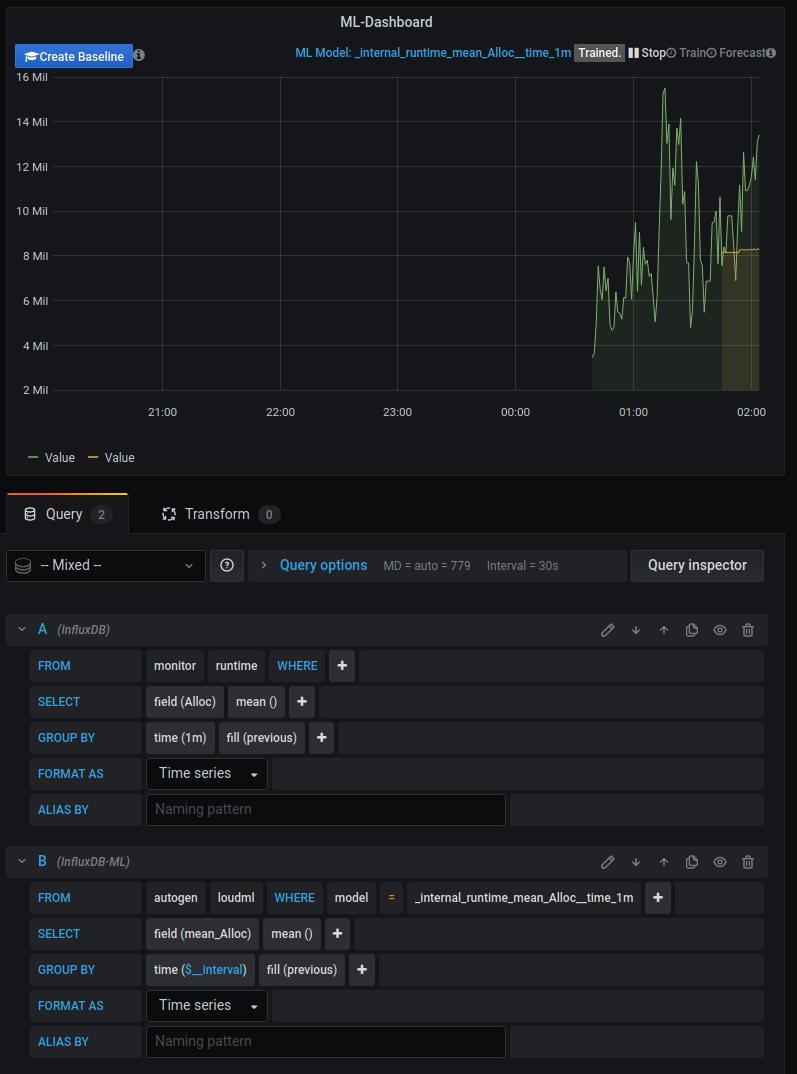 ML-Dashboard
Create Baseline ML Model: _internal_runtime_mean_Alloc__time_1m Trained. Stop Train Forecast
16 Mil
14 Mil
12 Mil
10 Mil
8 Mil
6 Mil
4 Mil
2 Mil
21:00 22:00 23:00 00:00 01:00 02:00
Value Value
Query 2 Transform 0
-- Mixed -- Query options MD = auto = 779 Interval = 30s Query inspector
A (InfluxDB)
FROM monitor runtime WHERE +
SELECT field (Alloc) mean () +
GROUP BY time (1m) fill (previous) +
FORMAT AS Time series
ALIAS BY Naming pattern
B (InfluxDB-ML)
FROM autogen loudml WHERE model = _internal_runtime_mean_Alloc__time_1m +
SELECT field (mean_Alloc) mean () +
GROUP BY time ($__interval) fill (previous) +
FORMAT AS Time series
ALIAS BY Naming pattern